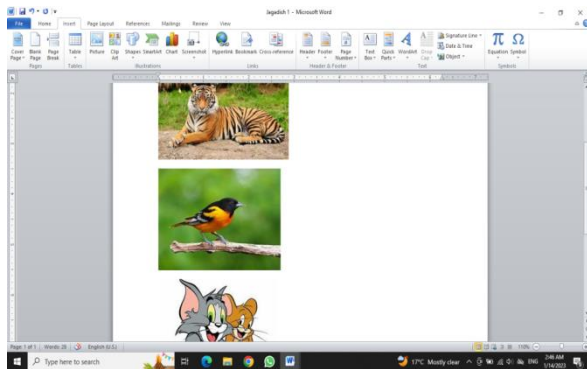 Jagadish 1 - Microsoft Word
File Home Insert Page Layout References Mailings Review View
Cover Page Blank Page Page Break Table Picture Clip Art Shapes SmartArt Chart Screenshot Hyperlink Bookmark Cross-reference Header Footer Page Number Text Box Quick Parts WordArt Drop Cap Signature Line Date & Time Object Equation Symbol
Pages Tables Illustrations Links Header & Footer Text Symbols
Page: 1 of 1 Words: 28 English (U.S.) 110%
Type here to search 17°C Mostly clear ENG 2:46 AM
1/14/2023